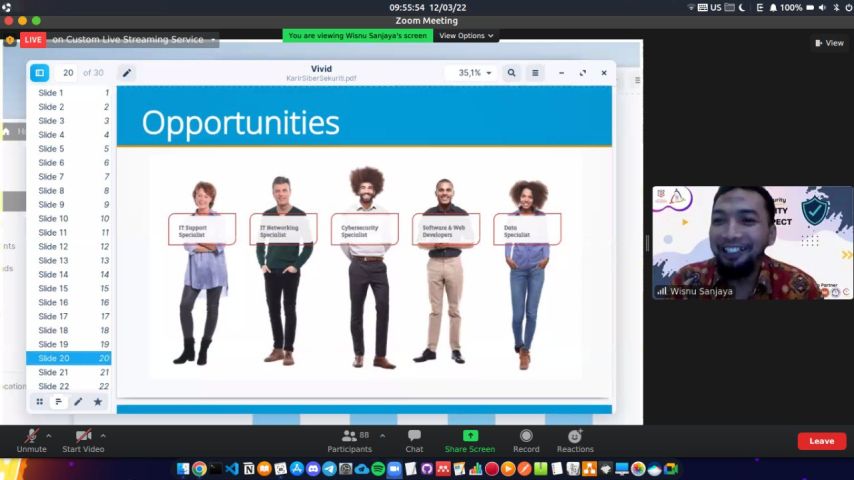 09:55:54 12/03/22
US
100%
Zoom Meeting
LIVE on Custom Live Streaming Service
You are viewing Wisnu Sanjaya's screen
View Options
View
20 of 30
Vivid
KarirSiberSekuriti.pdf
35,1%
Slide 1 1
Slide 2 2
Slide 3 3
Slide 4 4
Slide 5 5
Slide 6 6
Slide 7 7
Slide 8 8
Slide 9 9
Slide 10 10
Slide 11 11
Slide 12 12
Slide 13 13
Slide 14 14
Slide 15 15
Slide 16 16
Slide 17 17
Slide 18 18
Slide 19 19
Slide 20 20
Slide 21 21
Slide 22 22
Opportunities
IT Support
Specialist
IT Networking
Specialist
Cybersecurity
Specialist
Software & Web
Developers
Data
Specialist
Wisnu Sanjaya
Unmute
Start Video
88
Participants
Chat
Share Screen
Record
Reactions
Leave